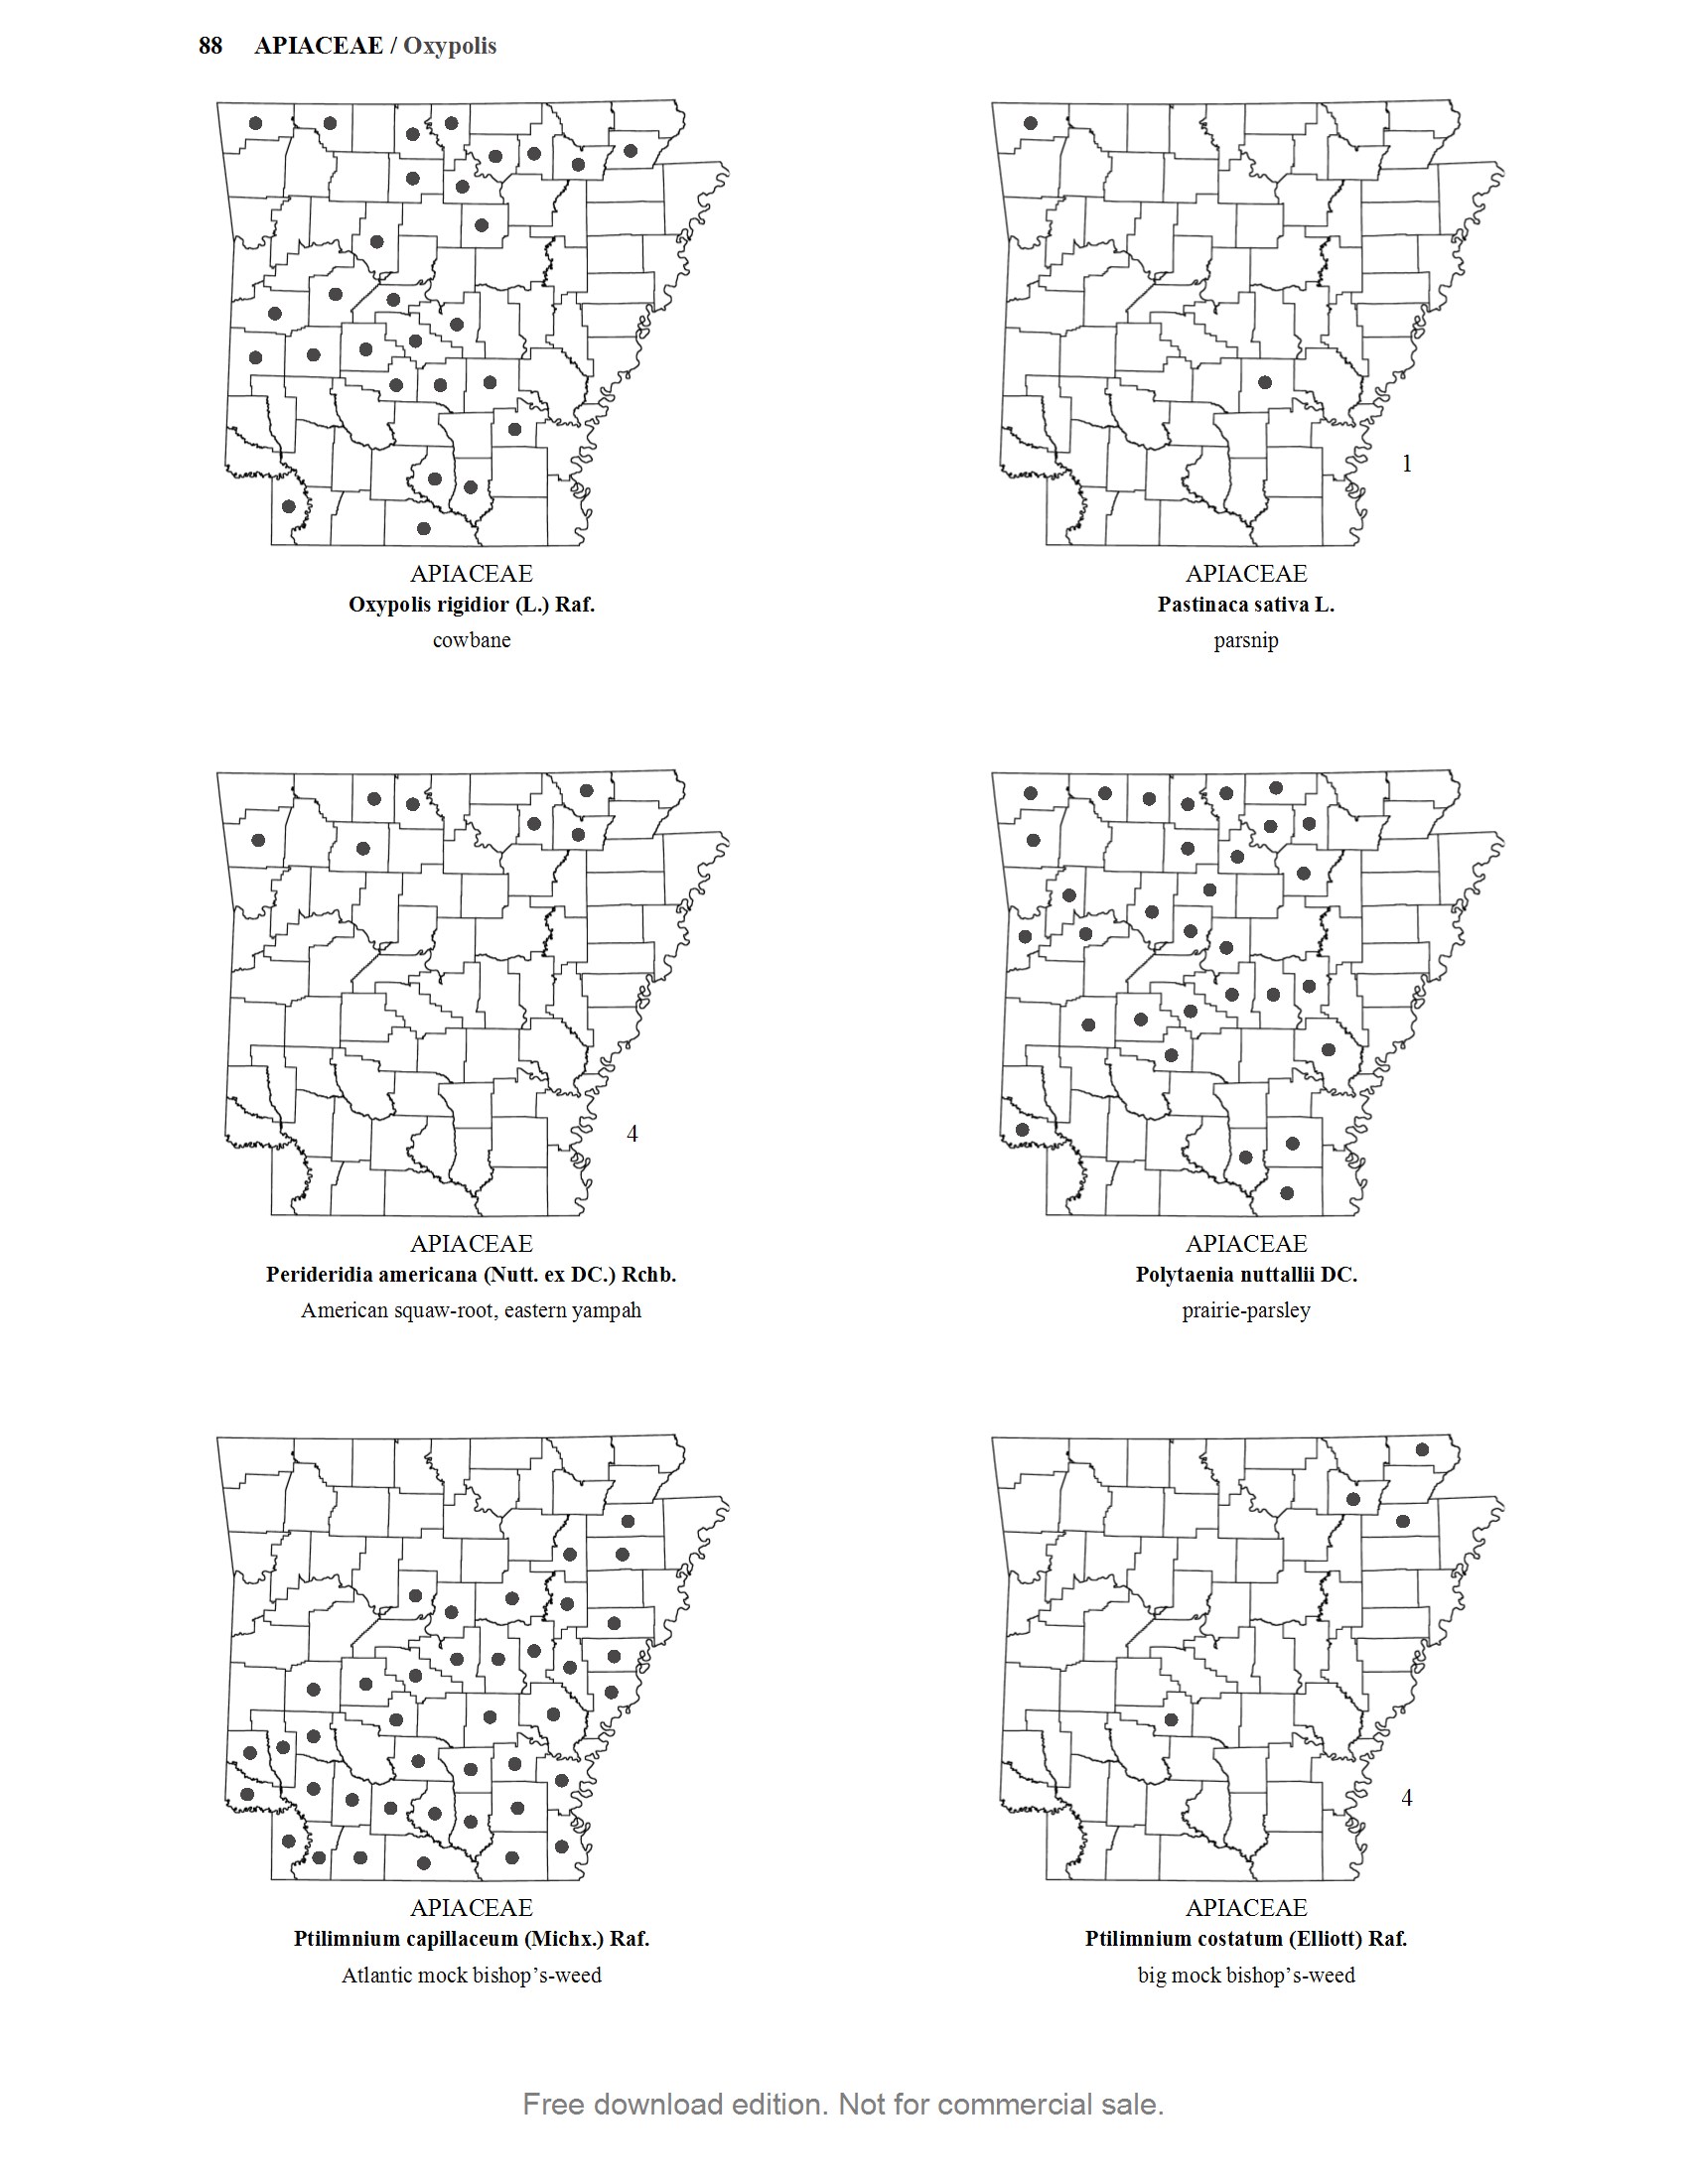 88 APIACEAE / Oxypolis
APIACEAE
Oxypolis rigidior (L.) Raf.
cowbane
1
APIACEAE
Pastinaca sativa L.
parsnip
4
APIACEAE
Perideridia americana (Nutt. ex DC.) Rchb.
American squaw-root, eastern yampah
APIACEAE
Polytaenia nuttallii DC.
prairie-parsley
APIACEAE
Ptilimnium capillaceum (Michx.) Raf.
Atlantic mock bishop’s-weed
4
APIACEAE
Ptilimnium costatum (Elliott) Raf.
big mock bishop’s-weed
Free download edition. Not for commercial sale.